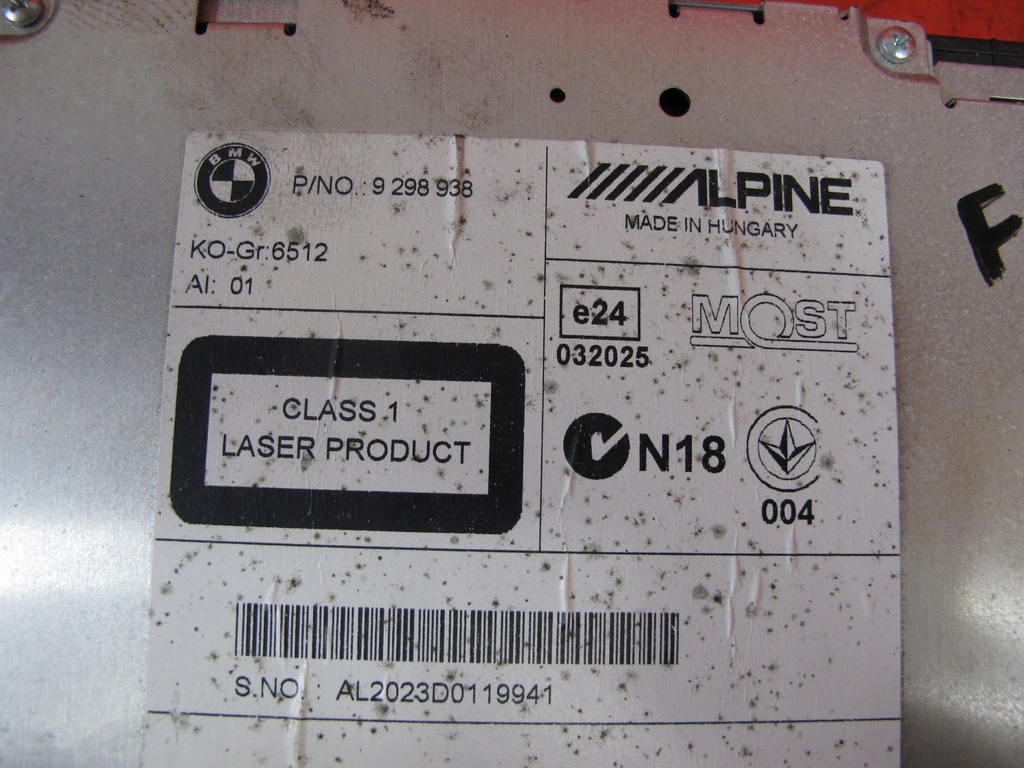 BMW
P/NO.: 9 298 938
KO-Gr:6512
AI: 01
ALPINE
MADE IN HUNGARY
e24
032025
MOST
CLASS 1
LASER PRODUCT
N18
004
S.NO. : AL2023D0119941
F